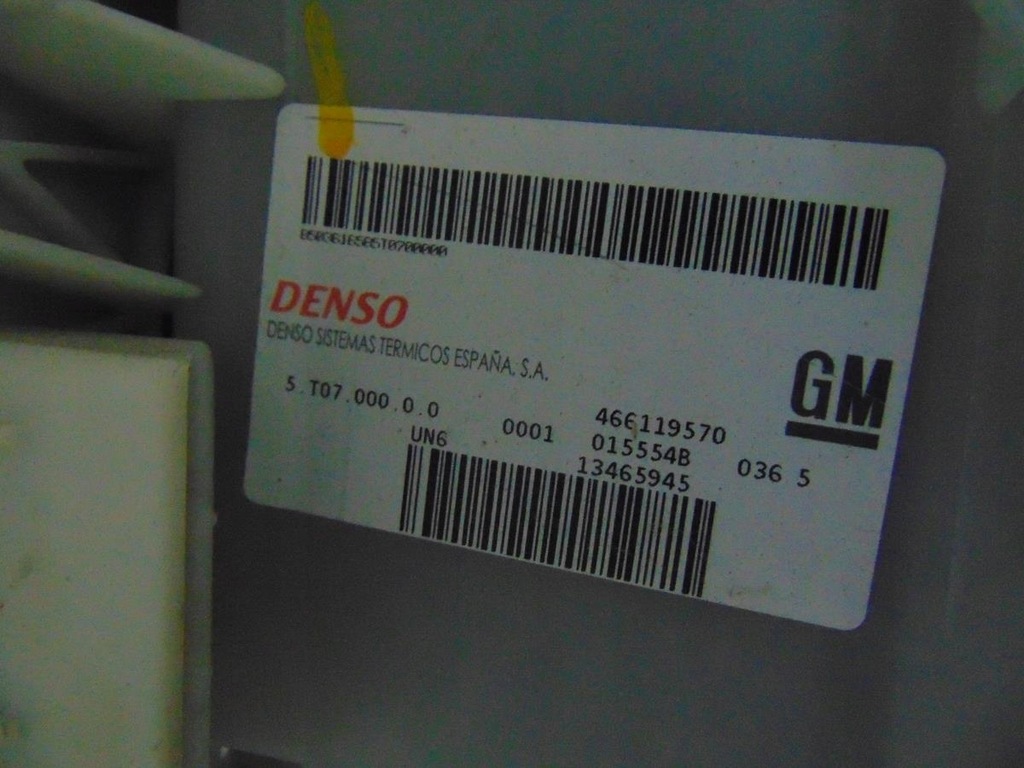 DENSO
DENSO SISTEMAS TERMICOS ESPAÑA, S.A.
GM
5 T07.000.0.0 0001 466119570
UN6 015554B 036 5
13465945